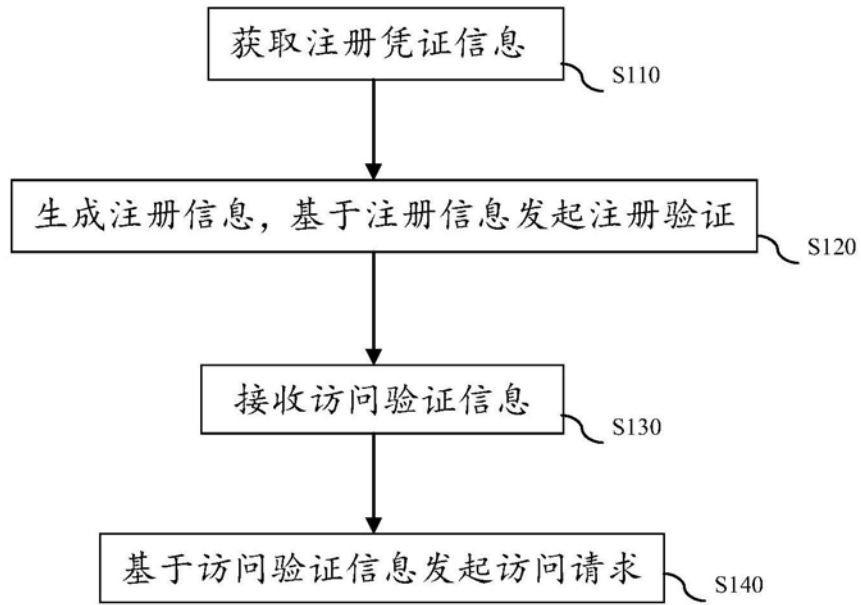 获取注册凭证信息
S110
生成注册信息，基于注册信息发起注册验证
S120
接收访问验证信息
S130
基于访问验证信息发起访问请求
S140